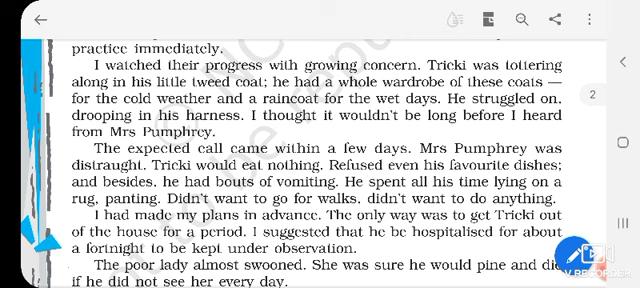 practice immediately.
I watched their progress with growing concern. Tricki was tottering
along in his little tweed coat; he had a whole wardrobe of these coats —
for the cold weather and a raincoat for the wet days. He struggled on,
drooping in his harness. I thought it wouldn't be long before I heard
from Mrs Pumphrey.
The expected call came within a few days. Mrs Pumphrey was
distraught. Tricki would eat nothing. Refused even his favourite dishes;
and besides, he had bouts of vomiting. He spent all his time lying on a
rug, panting. Didn't want to go for walks, didn't want to do anything.
I had made my plans in advance. The only way was to get Tricki out
of the house for a period. I suggested that he be hospitalised for about
a fortnight to be kept under observation.
The poor lady almost swooned. She was sure he would pine and die
if he did not see her every day.
2
V RECORDER